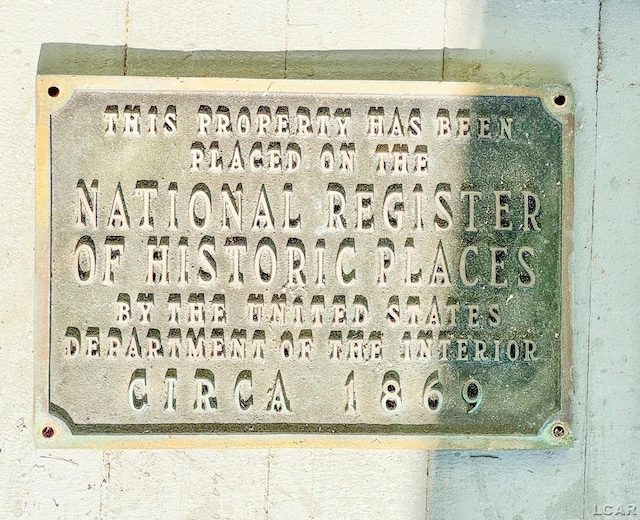 THIS PROPERTY HAS BEEN
PLACED ON THE
NATIONAL REGISTER
OF HISTORIC PLACES
BY THE UNITED STATES
DEPARTMENT OF THE INTERIOR
CIRCA 1869
LCAR